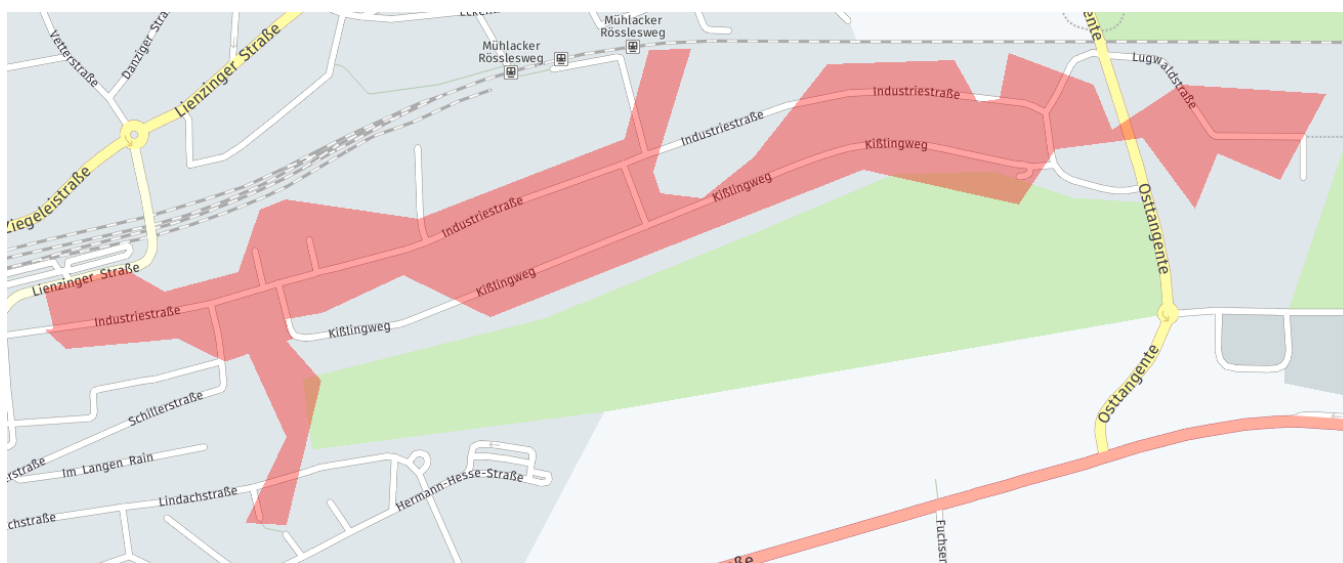 Mühlacker
Rösslesweg
Mühlacker
Rösslesweg
Vetterstraße
Lienzinger Straße
Lugwaldstraße
Industriestraße
Industriestraße
Kißlingweg
Ziegeleistraße
Kißlingweg
Industriestraße
Osttangente
Lienzinger Straße
Kißlingweg
Industriestraße
Kißlingweg
Osttangente
Schillerstraße
Im Langen Rain
Lindachstraße
Hermann-Hesse-Straße